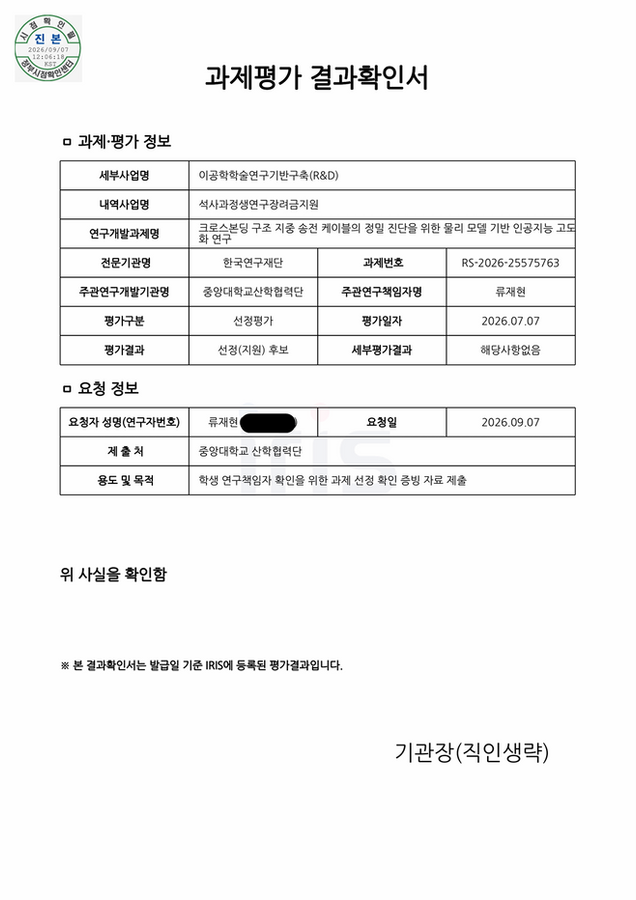 시점확인필
진 본
2026/09/07
12:06:18
KST
정부시점확인센터
과제평가 결과확인서
ㅁ 과제·평가 정보
세부사업명 이공학학술연구기반구축(R&D)
내역사업명 석사과정생연구장려금지원
연구개발과제명 크로스본딩 구조 지중 송전 케이블의 정밀 진단을 위한 물리 모델 기반 인공지능 고도
화 연구
전문기관명 한국연구재단 과제번호 RS-2026-25575763
주관연구개발기관명 중앙대학교산학협력단 주관연구책임자명 류재현
평가구분 선정평가 평가일자 2026.07.07
평가결과 선정(지원) 후보 세부평가결과 해당사항없음
ㅁ 요청 정보
요청자 성명(연구자번호) 류재현 ) 요청일 2026.09.07
제 출 처 중앙대학교 산학협력단
용도 및 목적 학생 연구책임자 확인을 위한 과제 선정 확인 증빙 자료 제출
iris
위 사실을 확인함
※ 본 결과확인서는 발급일 기준 IRIS에 등록된 평가결과입니다.
기관장(직인생략)